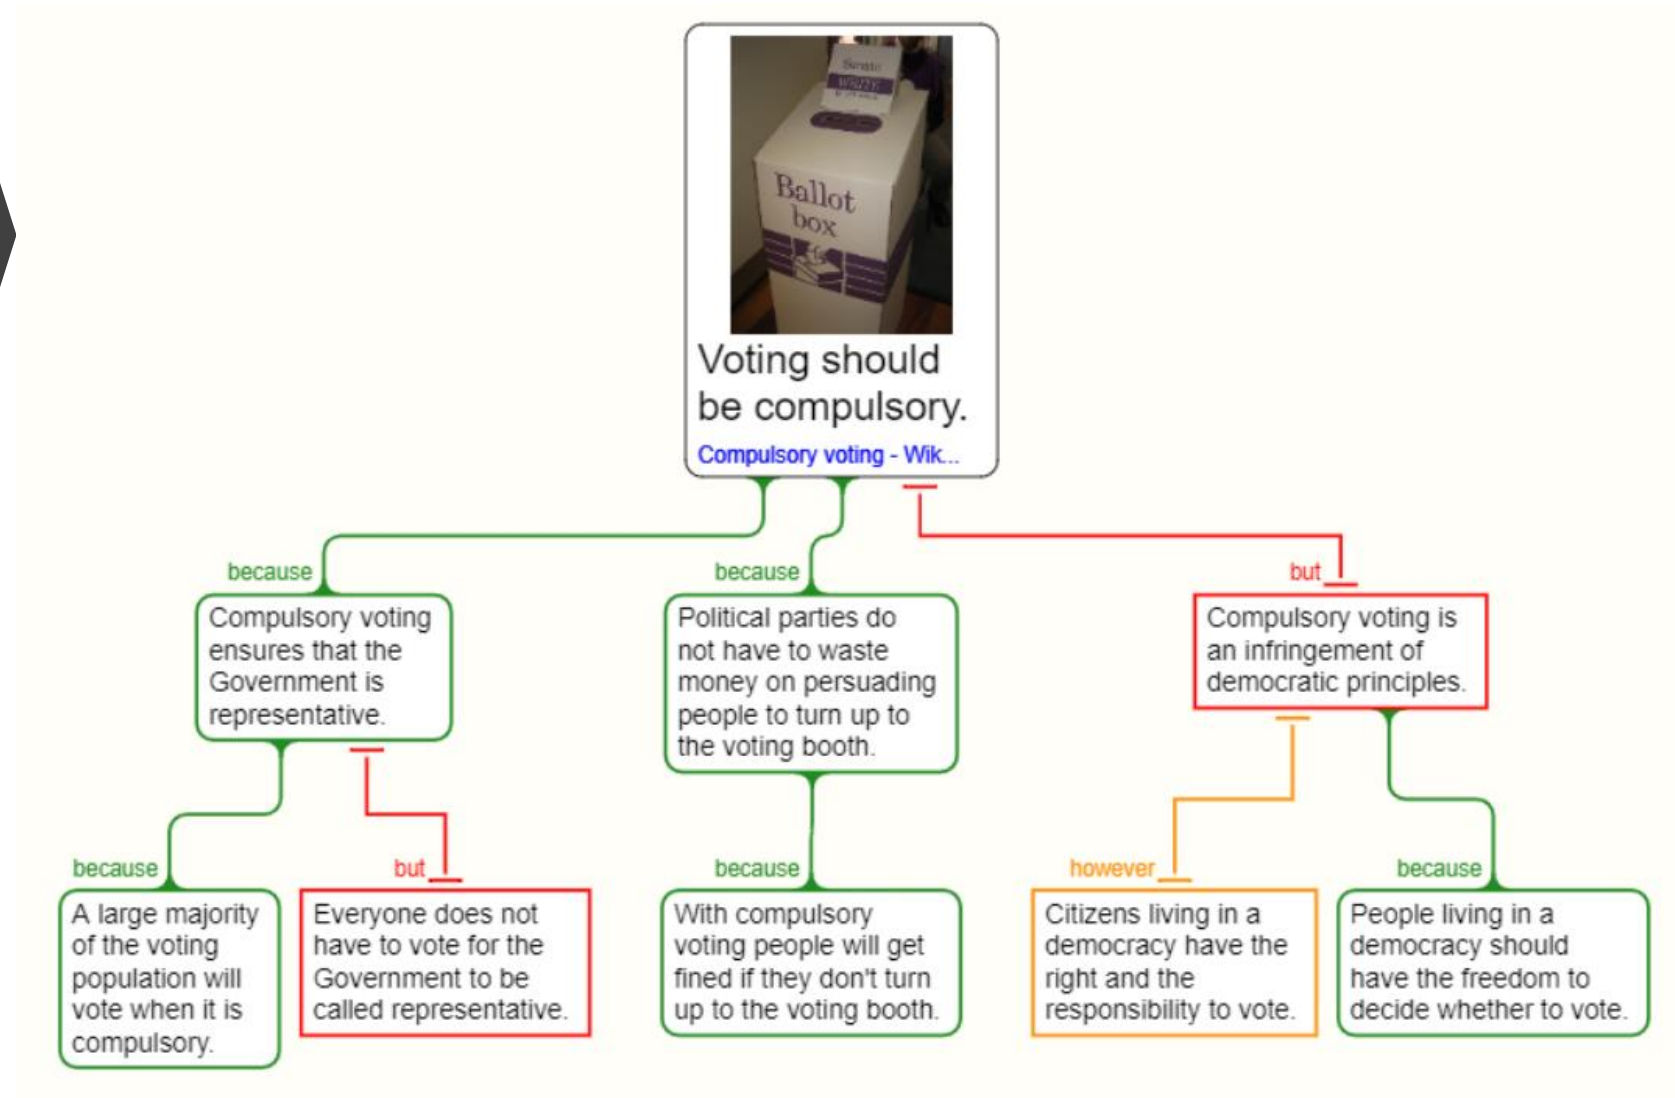 Senate
Ballot
box
Voting should
be compulsory.
Compulsory voting - Wik...
because
because
but
Compulsory voting
ensures that the
Government is
representative.
Political parties do
not have to waste
money on persuading
people to turn up to
the voting booth.
Compulsory voting is
an infringement of
democratic principles.
because
but
because
however
because
A large majority
of the voting
population will
vote when it is
compulsory.
Everyone does not
have to vote for the
Government to be
called representative.
With compulsory
voting people will get
fined if they don't turn
up to the voting booth.
Citizens living in a
democracy have the
right and the
responsibility to vote.
People living in a
democracy should
have the freedom to
decide whether to vote.